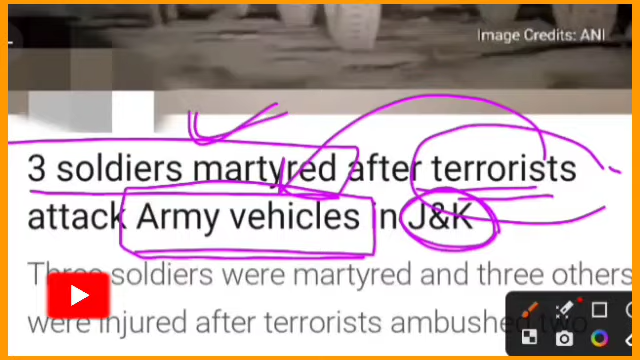 Image Credits: ANI
3 soldiers martyred after terrorists
attack Army vehicles in J&K
Three soldiers were martyred and three others
were injured after terrorists ambushed two